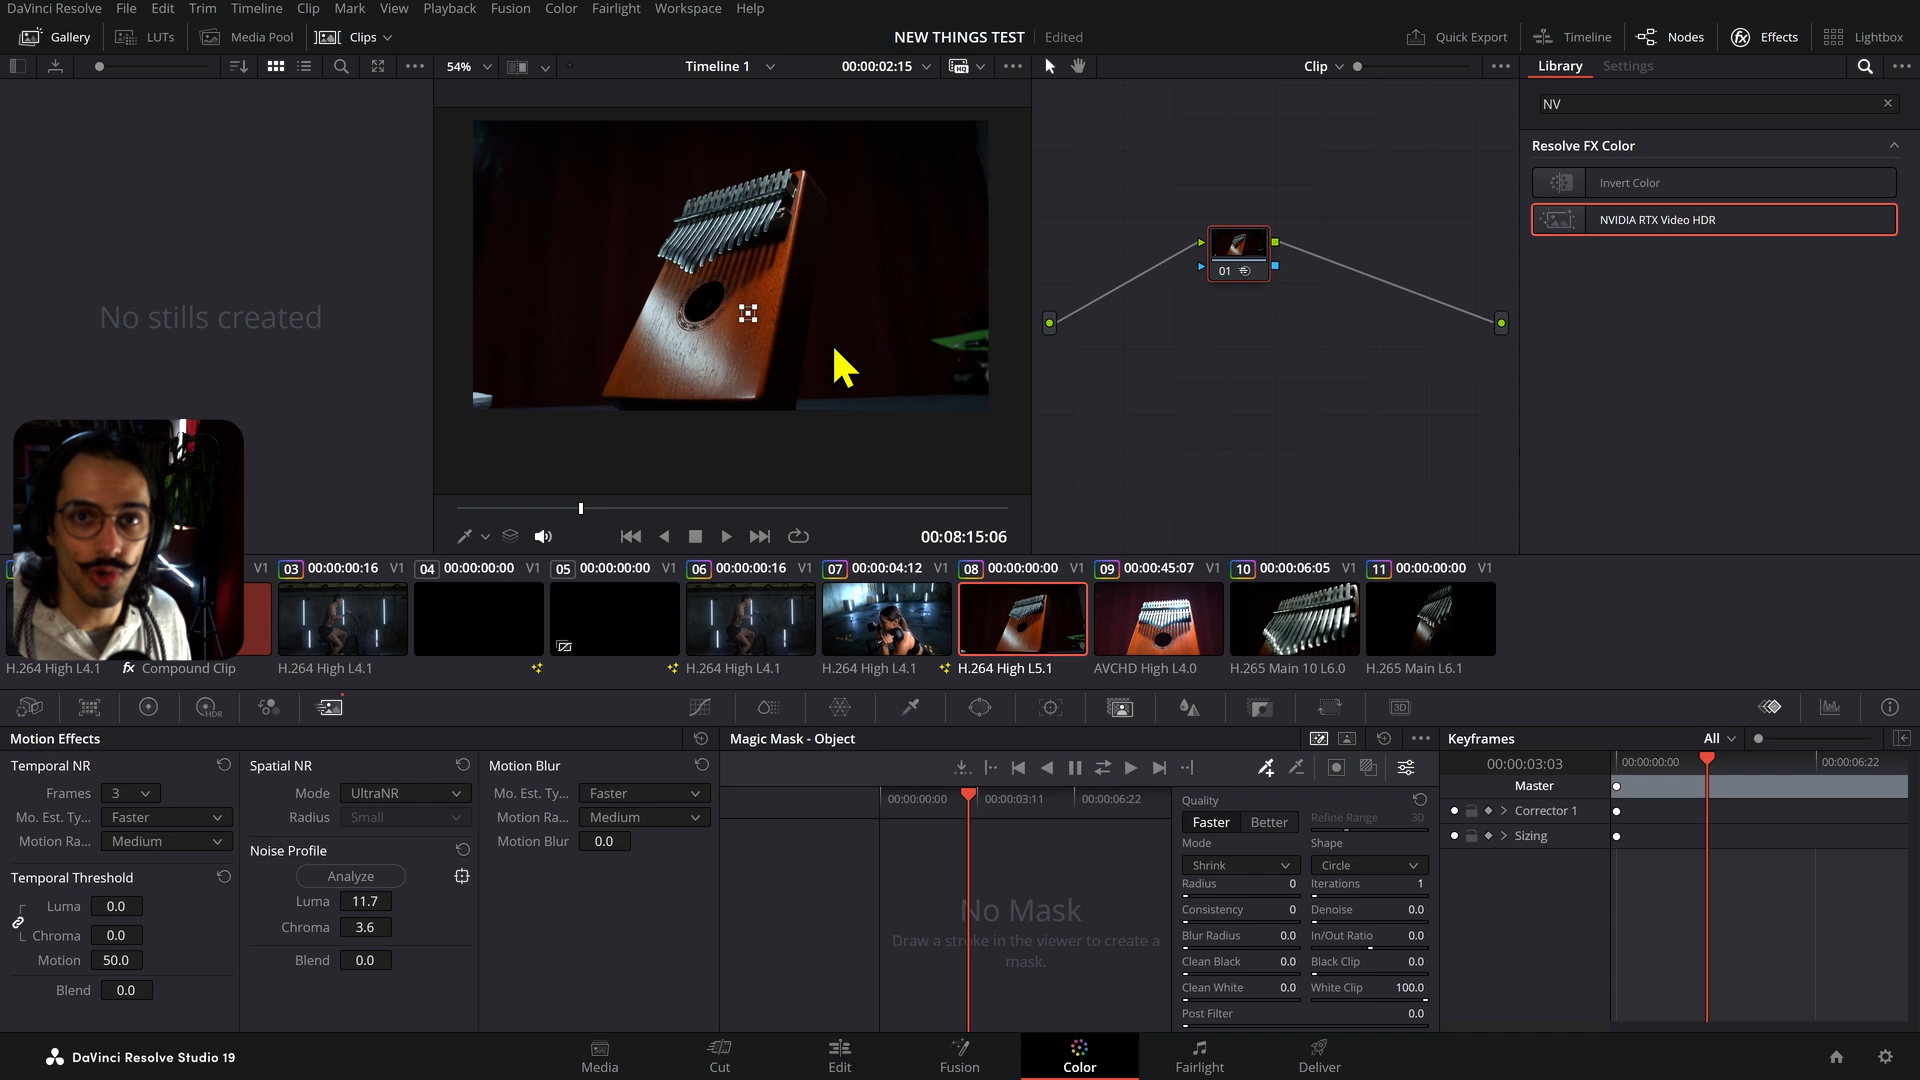 DaVinci Resolve File Edit Trim Timeline Clip Mark View Playback Fusion Color Fairlight Workspace Help
Gallery LUTs Media Pool Clips NEW THINGS TEST Edited Quick Export Timeline Nodes Effects Lightbox
54% Timeline 1 00:00:02:15 HQ Clip Library Settings
NV
Resolve FX Color
Invert Color
NVIDIA RTX Video HDR
No stills created
01
00:08:15:06
V1 03 00:00:00:16 V1 04 00:00:00:00 05 00:00:00:00 V1 06 00:00:00:16 V1 07 00:00:04:12 V1 08 00:00:00:00 V1 09 00:00:45:07 V1 10 00:00:06:05 V1 11 00:00:00:00 V1
H.264 High L4.1 fx Compound Clip H.264 High L4.1 H.264 High L4.1 H.264 High L4.1 H.264 High L5.1 AVCHD High L4.0 H.265 Main 10 L6.0 H.265 Main L6.1
HDR 3D
Motion Effects
Temporal NR
Frames 3
Mo. Est. Ty... Faster
Motion Ra... Medium
Temporal Threshold
Luma 0.0
Chroma 0.0
Motion 50.0
Blend 0.0
Spatial NR
Mode UltraNR
Radius Small
Noise Profile
Analyze
Luma 11.7
Chroma 3.6
Blend 0.0
Motion Blur
Mo. Est. Ty... Faster
Motion Ra... Medium
Motion Blur 0.0
Magic Mask - Object
00:00:00:00 00:00:03:11 00:00:06:22
No Mask
Draw a stroke in the viewer to create a
mask.
Quality
Faster Better Refine Range 30
Mode Shape
Shrink Circle
Radius 0 Iterations 1
Consistency 0 Denoise 0.0
Blur Radius 0.0 In/Out Ratio 0.0
Clean Black 0.0 Black Clip 0.0
Clean White 0.0 White Clip 100.0
Post Filter 0.0
Keyframes All
00:00:03:03 00:00:00:00 00:00:06:22
Master
Corrector 1
Sizing
DaVinci Resolve Studio 19
Media Cut Edit Fusion Color Fairlight Deliver